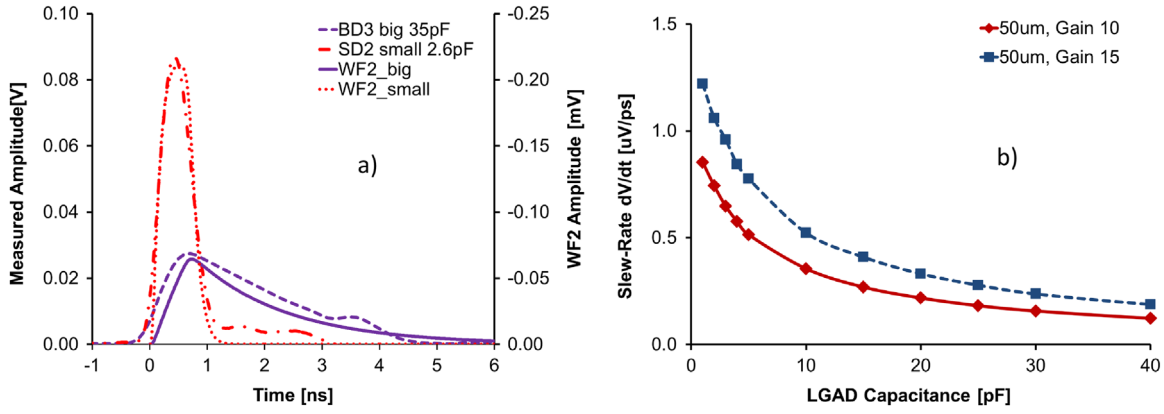 BD3 big 35pF
SD2 small 2.6pF
WF2_big
WF2_small
a)
0.10
0.08
0.06
0.04
0.02
0.00
Measured Amplitude[V]
-0.25
-0.20
-0.15
-0.10
-0.05
0.00
WF2 Amplitude [mV]
-1 0 1 2 3 4 5 6
Time [ns]
50um, Gain 10
50um, Gain 15
b)
1.5
1.0
0.5
0.0
Slew-Rate dV/dt [uV/ps]
0 10 20 30 40
LGAD Capacitance [pF]